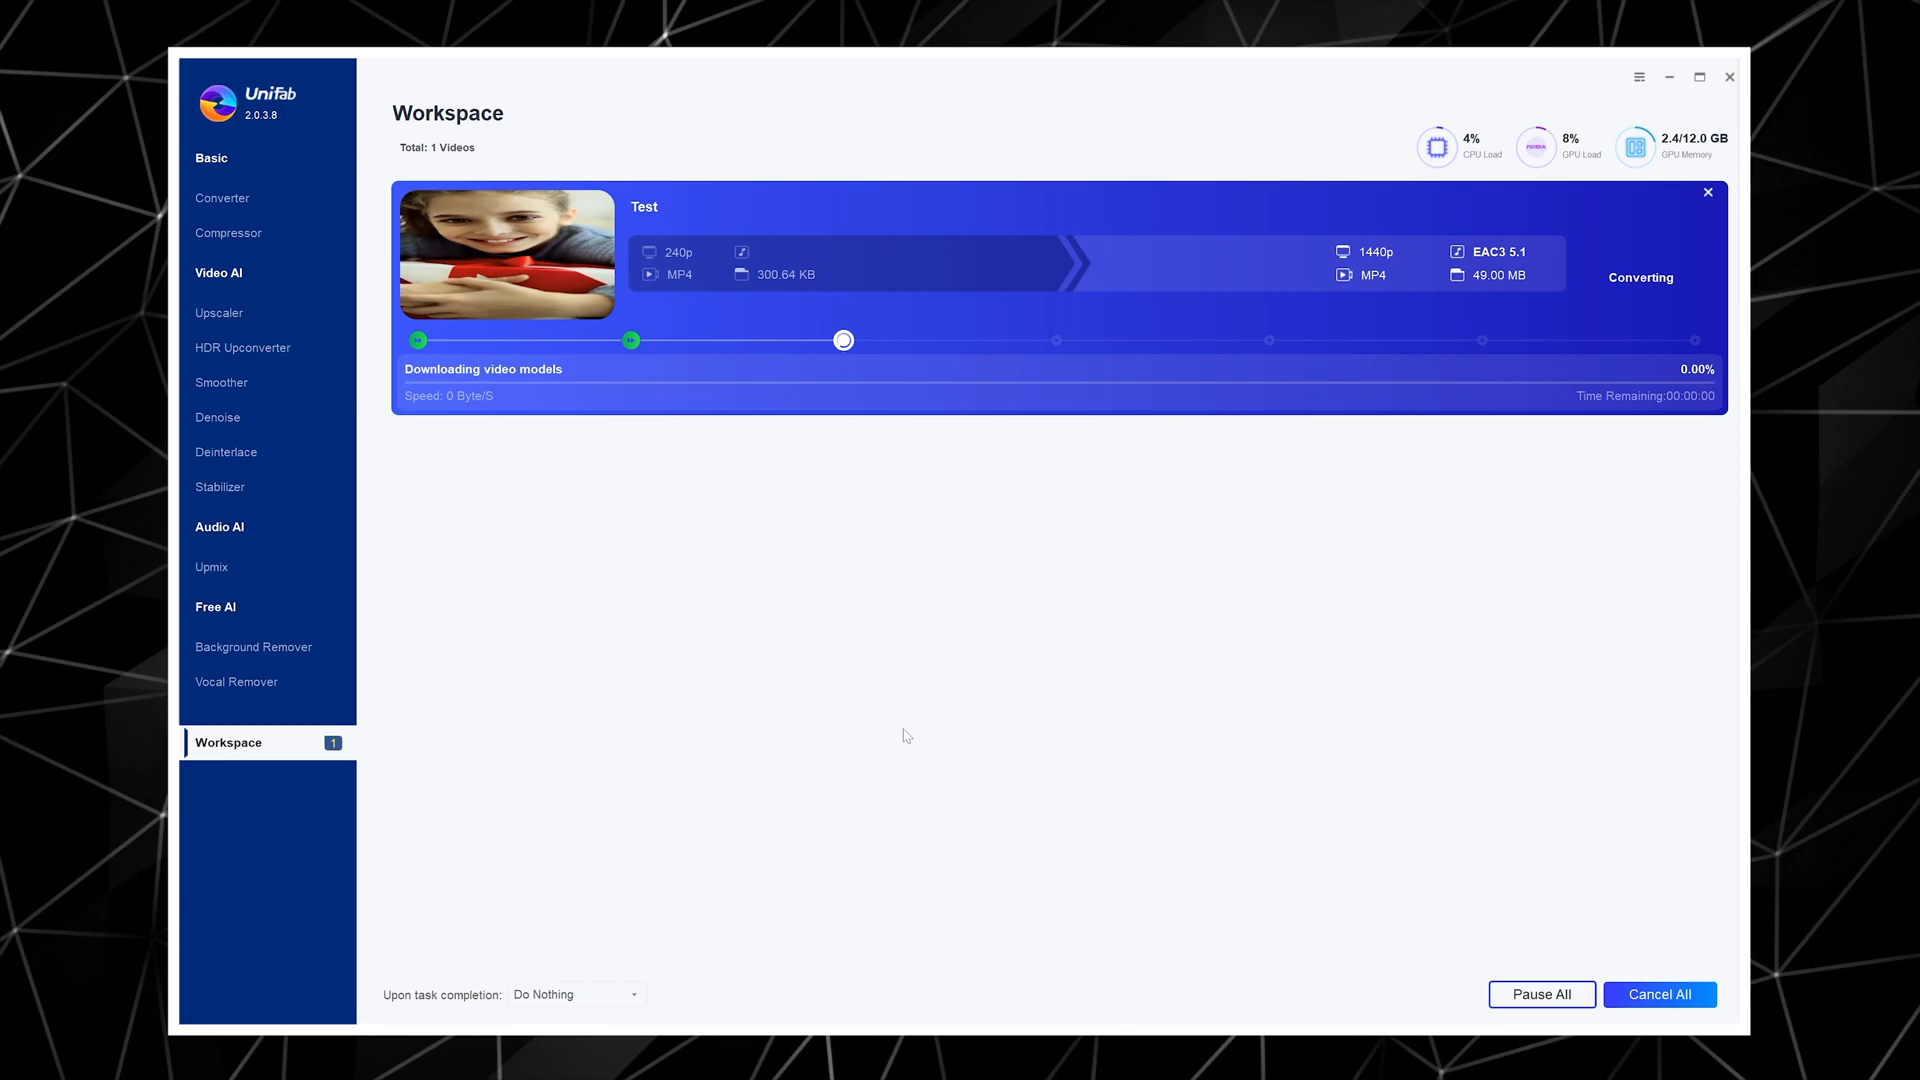 Unifab
2.0.3.8
Basic
Converter
Compressor
Video AI
Upscaler
HDR Upconverter
Smoother
Denoise
Deinterlace
Stabilizer
Audio AI
Upmix
Free AI
Background Remover
Vocal Remover
Workspace 1
Workspace
Total: 1 Videos
4%
CPU Load
NVIDIA
8%
GPU Load
2.4/12.0 GB
GPU Memory
Test
240p
MP4 300.64 KB
1440p EAC3 5.1
MP4 49.00 MB
Converting
Downloading video models 0.00%
Speed: 0 Byte/S Time Remaining:00:00:00
Upon task completion: Do Nothing
Pause All Cancel All